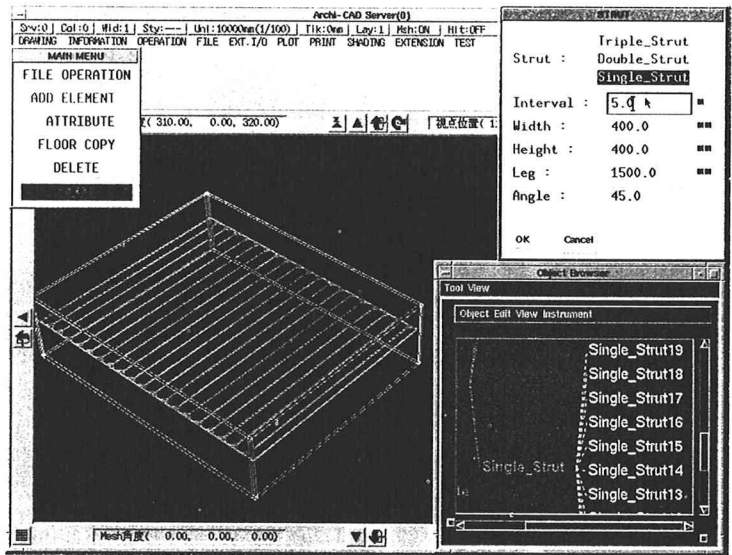 Archi-CAD Server(0)
Srv:0 Col:0 Wid:1 Sty:--- Unl:10000mm(1/100) Tlk:0mm Lay:1 Msh:ON Hlt:OFF
DRAWING INFORMATION OPERATION FILE EXT.I/O PLOT PRINT SHADING EXTENSION TEST
MAIN MENU
FILE OPERATION
ADD ELEMENT
ATTRIBUTE
FLOOR COPY
DELETE
( 310.00, 0.00, 320.00)
視点位置( 1
Mesh角度( 0.00, 0.00, 0.00)
STRUT
Strut :
Triple_Strut
Double_Strut
Single_Strut
Interval : 5.0 m
Width : 400.0 mm
Height : 400.0 mm
Leg : 1500.0 mm
Angle : 45.0
OK Cancel
Object Browser
Tool View
Object Edit View Instrument
Single_Strut19
Single_Strut18
Single_Strut17
Single_Strut16
Single_Strut15
Single_Strut Single_Strut14
Single_Strut13